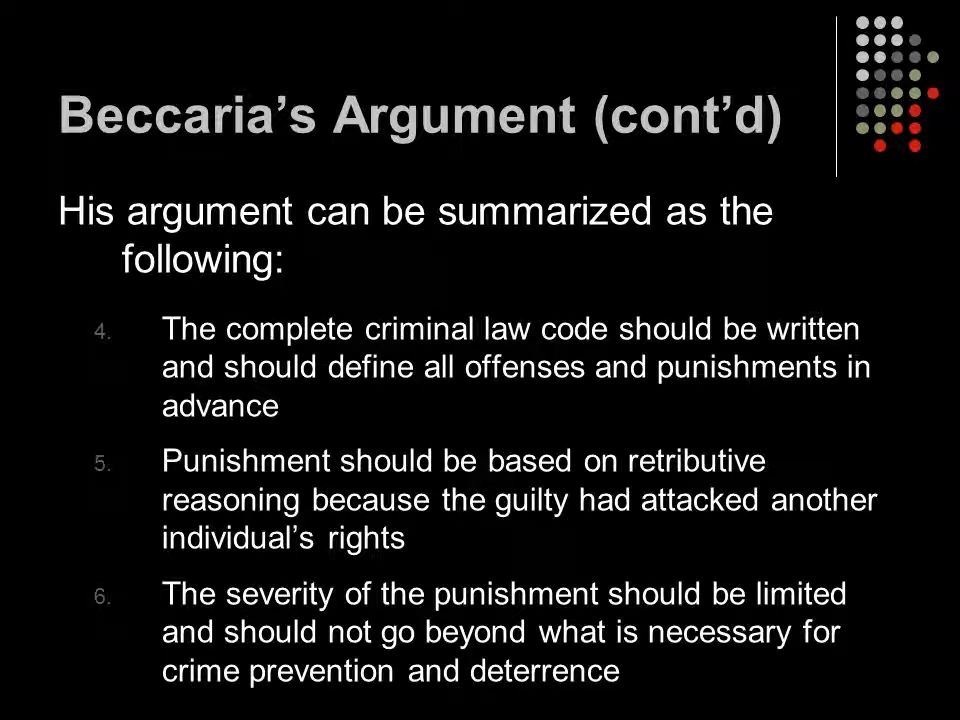 Beccaria’s Argument (cont’d)
His argument can be summarized as the
following:
4. The complete criminal law code should be written
and should define all offenses and punishments in
advance
5. Punishment should be based on retributive
reasoning because the guilty had attacked another
individual’s rights
6. The severity of the punishment should be limited
and should not go beyond what is necessary for
crime prevention and deterrence